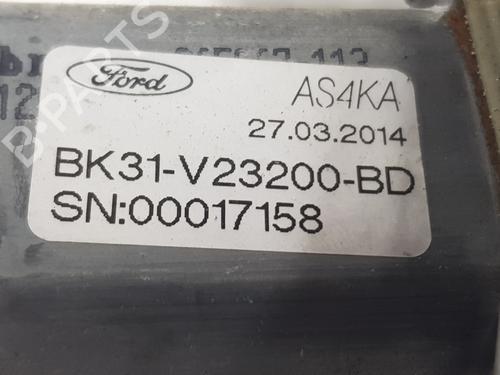 Ford
AS4KA
27.03.2014
BK31-V23200-BD
SN:00017158
B-PARTS